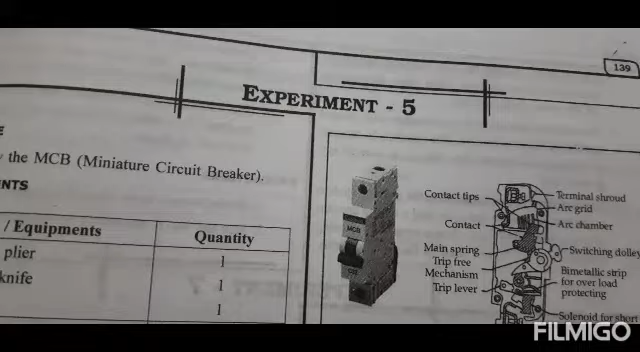 139
EXPERIMENT - 5
the MCB (Miniature Circuit Breaker).
NTS
/ Equipments Quantity
plier 1
knife 1
1
MCB
Contact tips
Contact
Main spring
Trip free
Mechanism
Trip lever
Terminal shroud
Arc grid
Arc chamber
Switching dolley
Bimetallic strip
for over load
protecting
Solenoid for short
FILMIGO